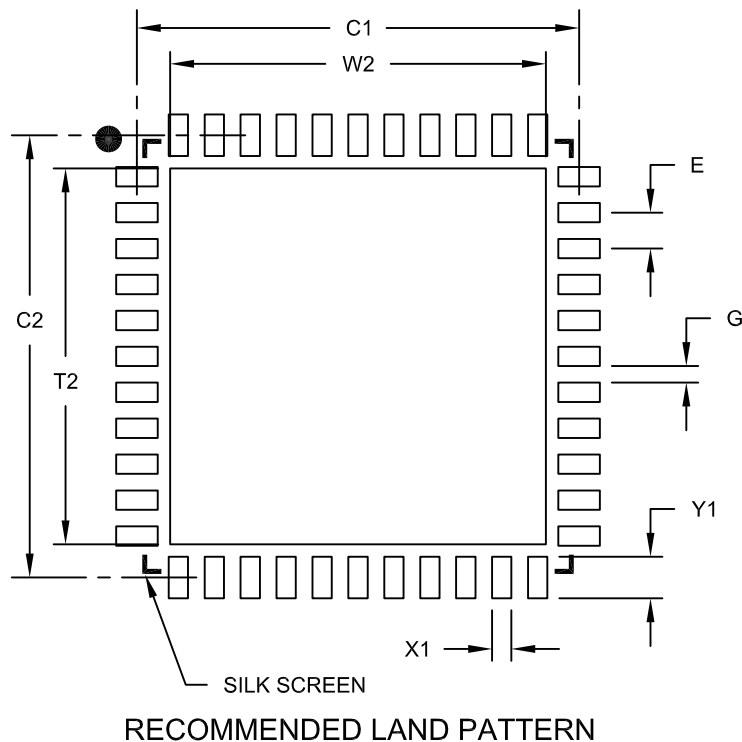 C1
W2
E
C2
G
T2
Y1
X1
SILK SCREEN
RECOMMENDED LAND PATTERN